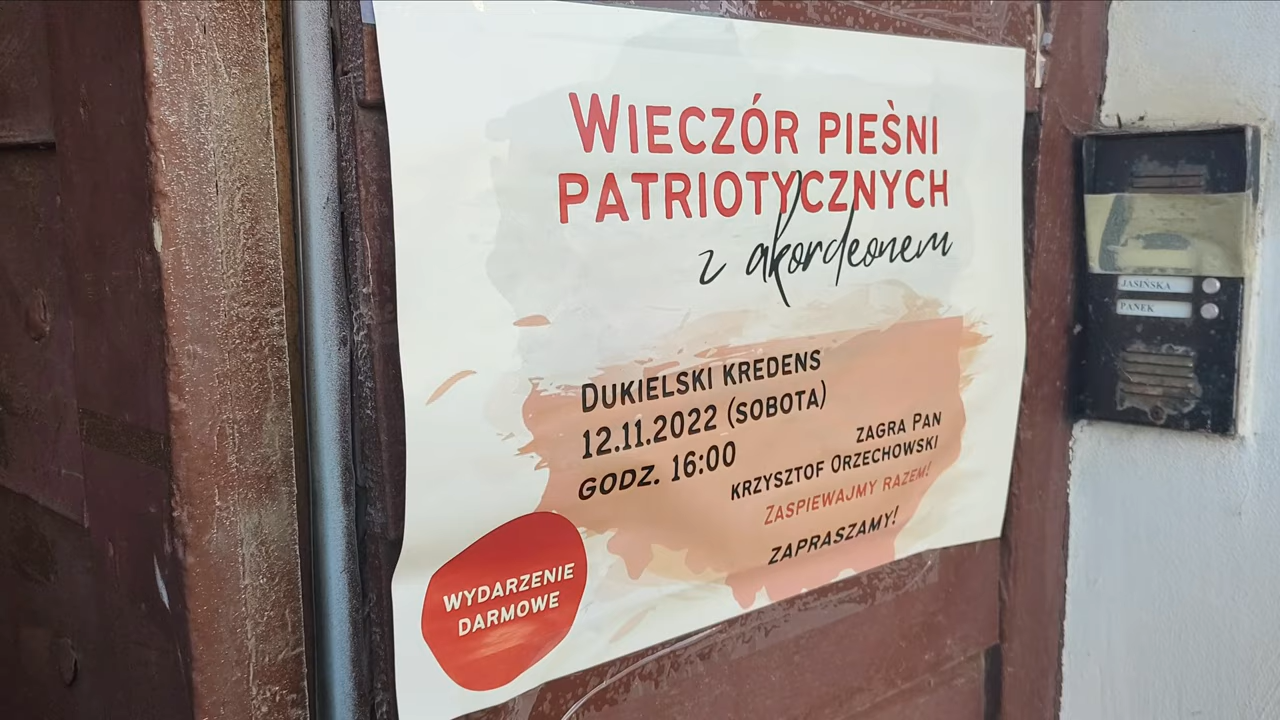 WIECZÓR PIEŚNI
PATRIOTYCZNYCH
z akordeonem
DUKIELSKI KREDENS
12.11.2022 (SOBOTA)
GODZ. 16:00
ZAGRA PAN
KRZYSZTOF ORZECHOWSKI
ZASPIEWAJMY RAZEM!
ZAPRASZAMY!
WYDARZENIE
DARMOWE
JASIŃSKA
PANEK